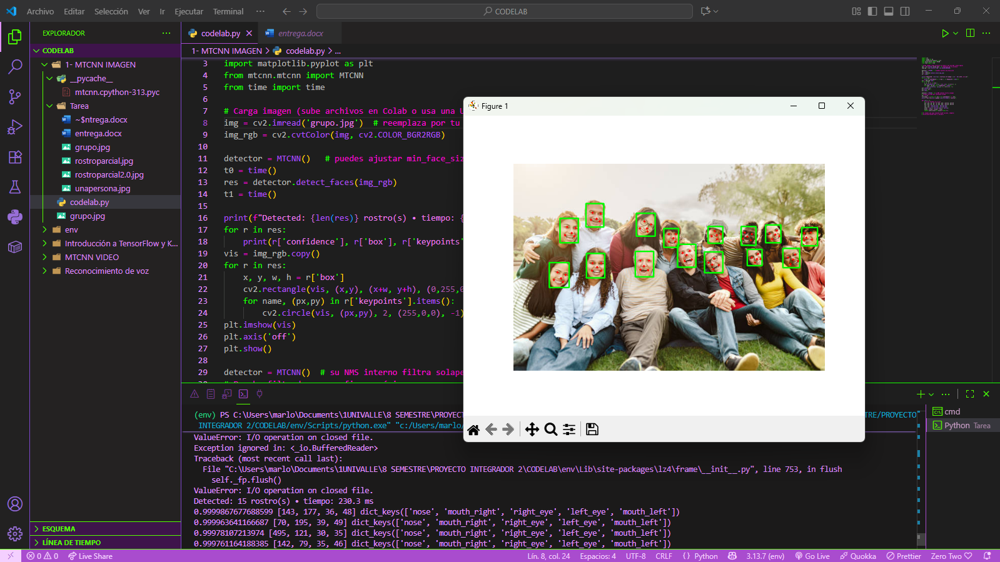 Archivo Editar Selección Ver Ir Ejecutar Terminal ··· CODELAB
EXPLORADOR
CODELAB
1- MTCNN IMAGEN
__pycache__
mtcnn.cpython-313.pyc
Tarea
~$ntrega.docx
entrega.docx
grupo.jpg
rostroparcial.jpg
rostroparcial2.0.jpg
unapersona.jpg
codelab.py
grupo.jpg
env
Introducción a TensorFlow y K...
MTCNN VIDEO
Reconocimiento de voz
ESQUEMA
LÍNEA DE TIEMPO
codelab.py entrega.docx
1- MTCNN IMAGEN > codelab.py > ...
3 import matplotlib.pyplot as plt
4 from mtcnn.mtcnn import MTCNN
5 from time import time
6
7 # Carga imagen (sube archivos en Colab o usa una U
8 img = cv2.imread('grupo.jpg') # reemplaza por tu
9 img_rgb = cv2.cvtColor(img, cv2.COLOR_BGR2RGB)
10
11 detector = MTCNN() # puedes ajustar min_face_siz
12 t0 = time()
13 res = detector.detect_faces(img_rgb)
14 t1 = time()
15
16 print(f"Detected: {len(res)} rostro(s) • tiempo: {
17 for r in res:
18 print(r['confidence'], r['box'], r['keypoints'
19 vis = img_rgb.copy()
20 for r in res:
21 x, y, w, h = r['box']
22 cv2.rectangle(vis, (x,y), (x+w, y+h), (0,255,0
23 for name, (px,py) in r['keypoints'].items():
24 cv2.circle(vis, (px,py), 2, (255,0,0), -1)
25 plt.imshow(vis)
26 plt.axis('off')
27 plt.show()
28
29 detector = MTCNN() # su NMS interno filtra solape
Figure 1
(env) PS C:\Users\marlo\Documents\1UNIVALLE\8 SEMESTRE\PROYECT TRE/PROYECTO
INTEGRADOR 2/CODELAB/env/Scripts/python.exe" "c:/Users/marlo/
ValueError: I/O operation on closed file.
Exception ignored in: <_io.BufferedReader>
Traceback (most recent call last):
File "C:\Users\marlo\Documents\1UNIVALLE\8 SEMESTRE\PROYECTO INTEGRADOR 2\CODELAB\env\Lib\site-packages\lz4\frame\__init__.py", line 753, in flush
self._fp.flush()
ValueError: I/O operation on closed file.
Detected: 15 rostro(s) • tiempo: 230.3 ms
0.9999867677688599 [143, 177, 36, 48] dict_keys(['nose', 'mouth_right', 'right_eye', 'left_eye', 'mouth_left'])
0.999963641166687 [70, 195, 39, 49] dict_keys(['nose', 'mouth_right', 'right_eye', 'left_eye', 'mouth_left'])
0.99978107213974 [495, 121, 30, 35] dict_keys(['nose', 'mouth_right', 'right_eye', 'left_eye', 'mouth_left'])
0.999761164188385 [142, 79, 35, 46] dict_keys(['nose', 'mouth_right', 'right_eye', 'left_eye', 'mouth_left'])
cmd
Python Tarea
0 0 Live Share Lín. 8, col. 24 Espacios: 4 UTF-8 CRLF {} Python 3.13.7 (env) Go Live Quokka Prettier Zero Two